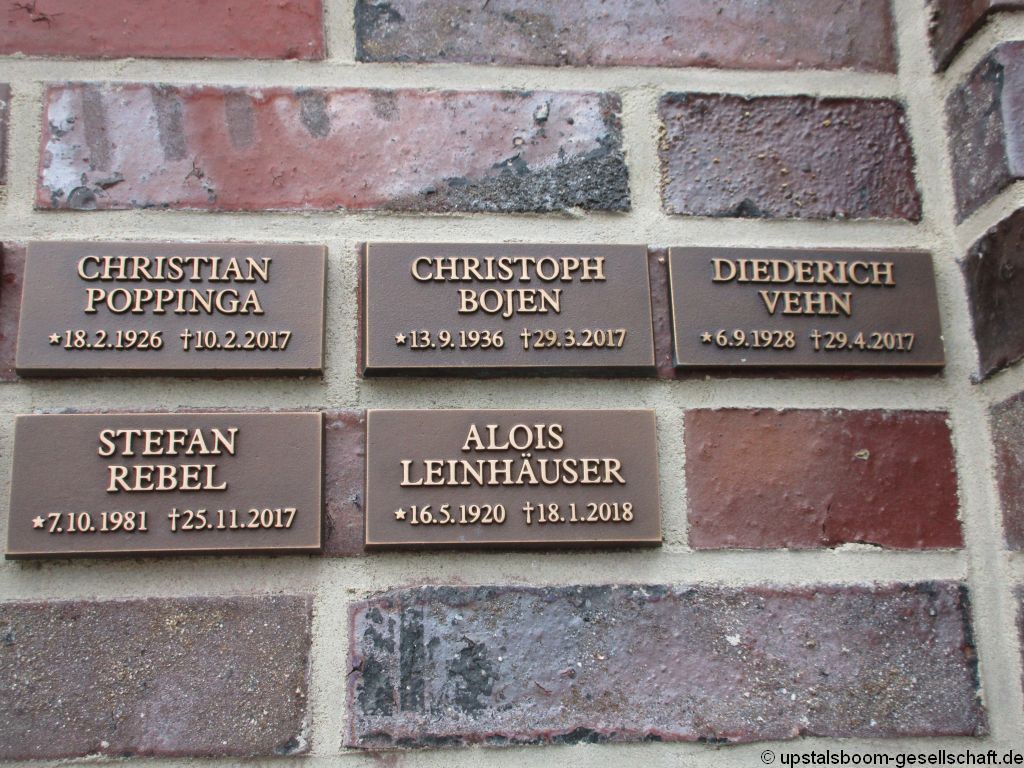 CHRISTIAN
POPPINGA
*18.2.1926 †10.2.2017
CHRISTOPH
BOJEN
*13.9.1936 †29.3.2017
DIEDERICH
VEHN
*6.9.1928 †29.4.2017
STEFAN
REBEL
*7.10.1981 †25.11.2017
ALOIS
LEINHÄUSER
*16.5.1920 †18.1.2018
© upstalsboom-gesellschaft.de